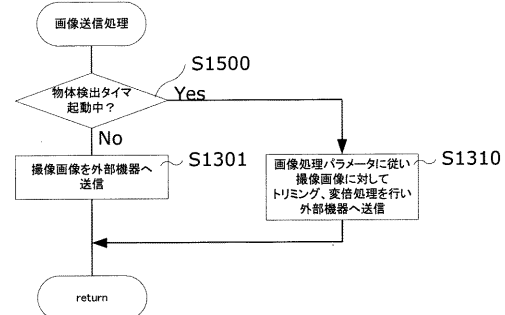 画像送信処理
S1500
物体検出タイマ
起動中？
Yes
No
S1301
撮像画像を外部機器へ
送信
S1310
画像処理パラメータに従い
撮像画像に対して
トリミング、変倍処理を行い
外部機器へ送信
return